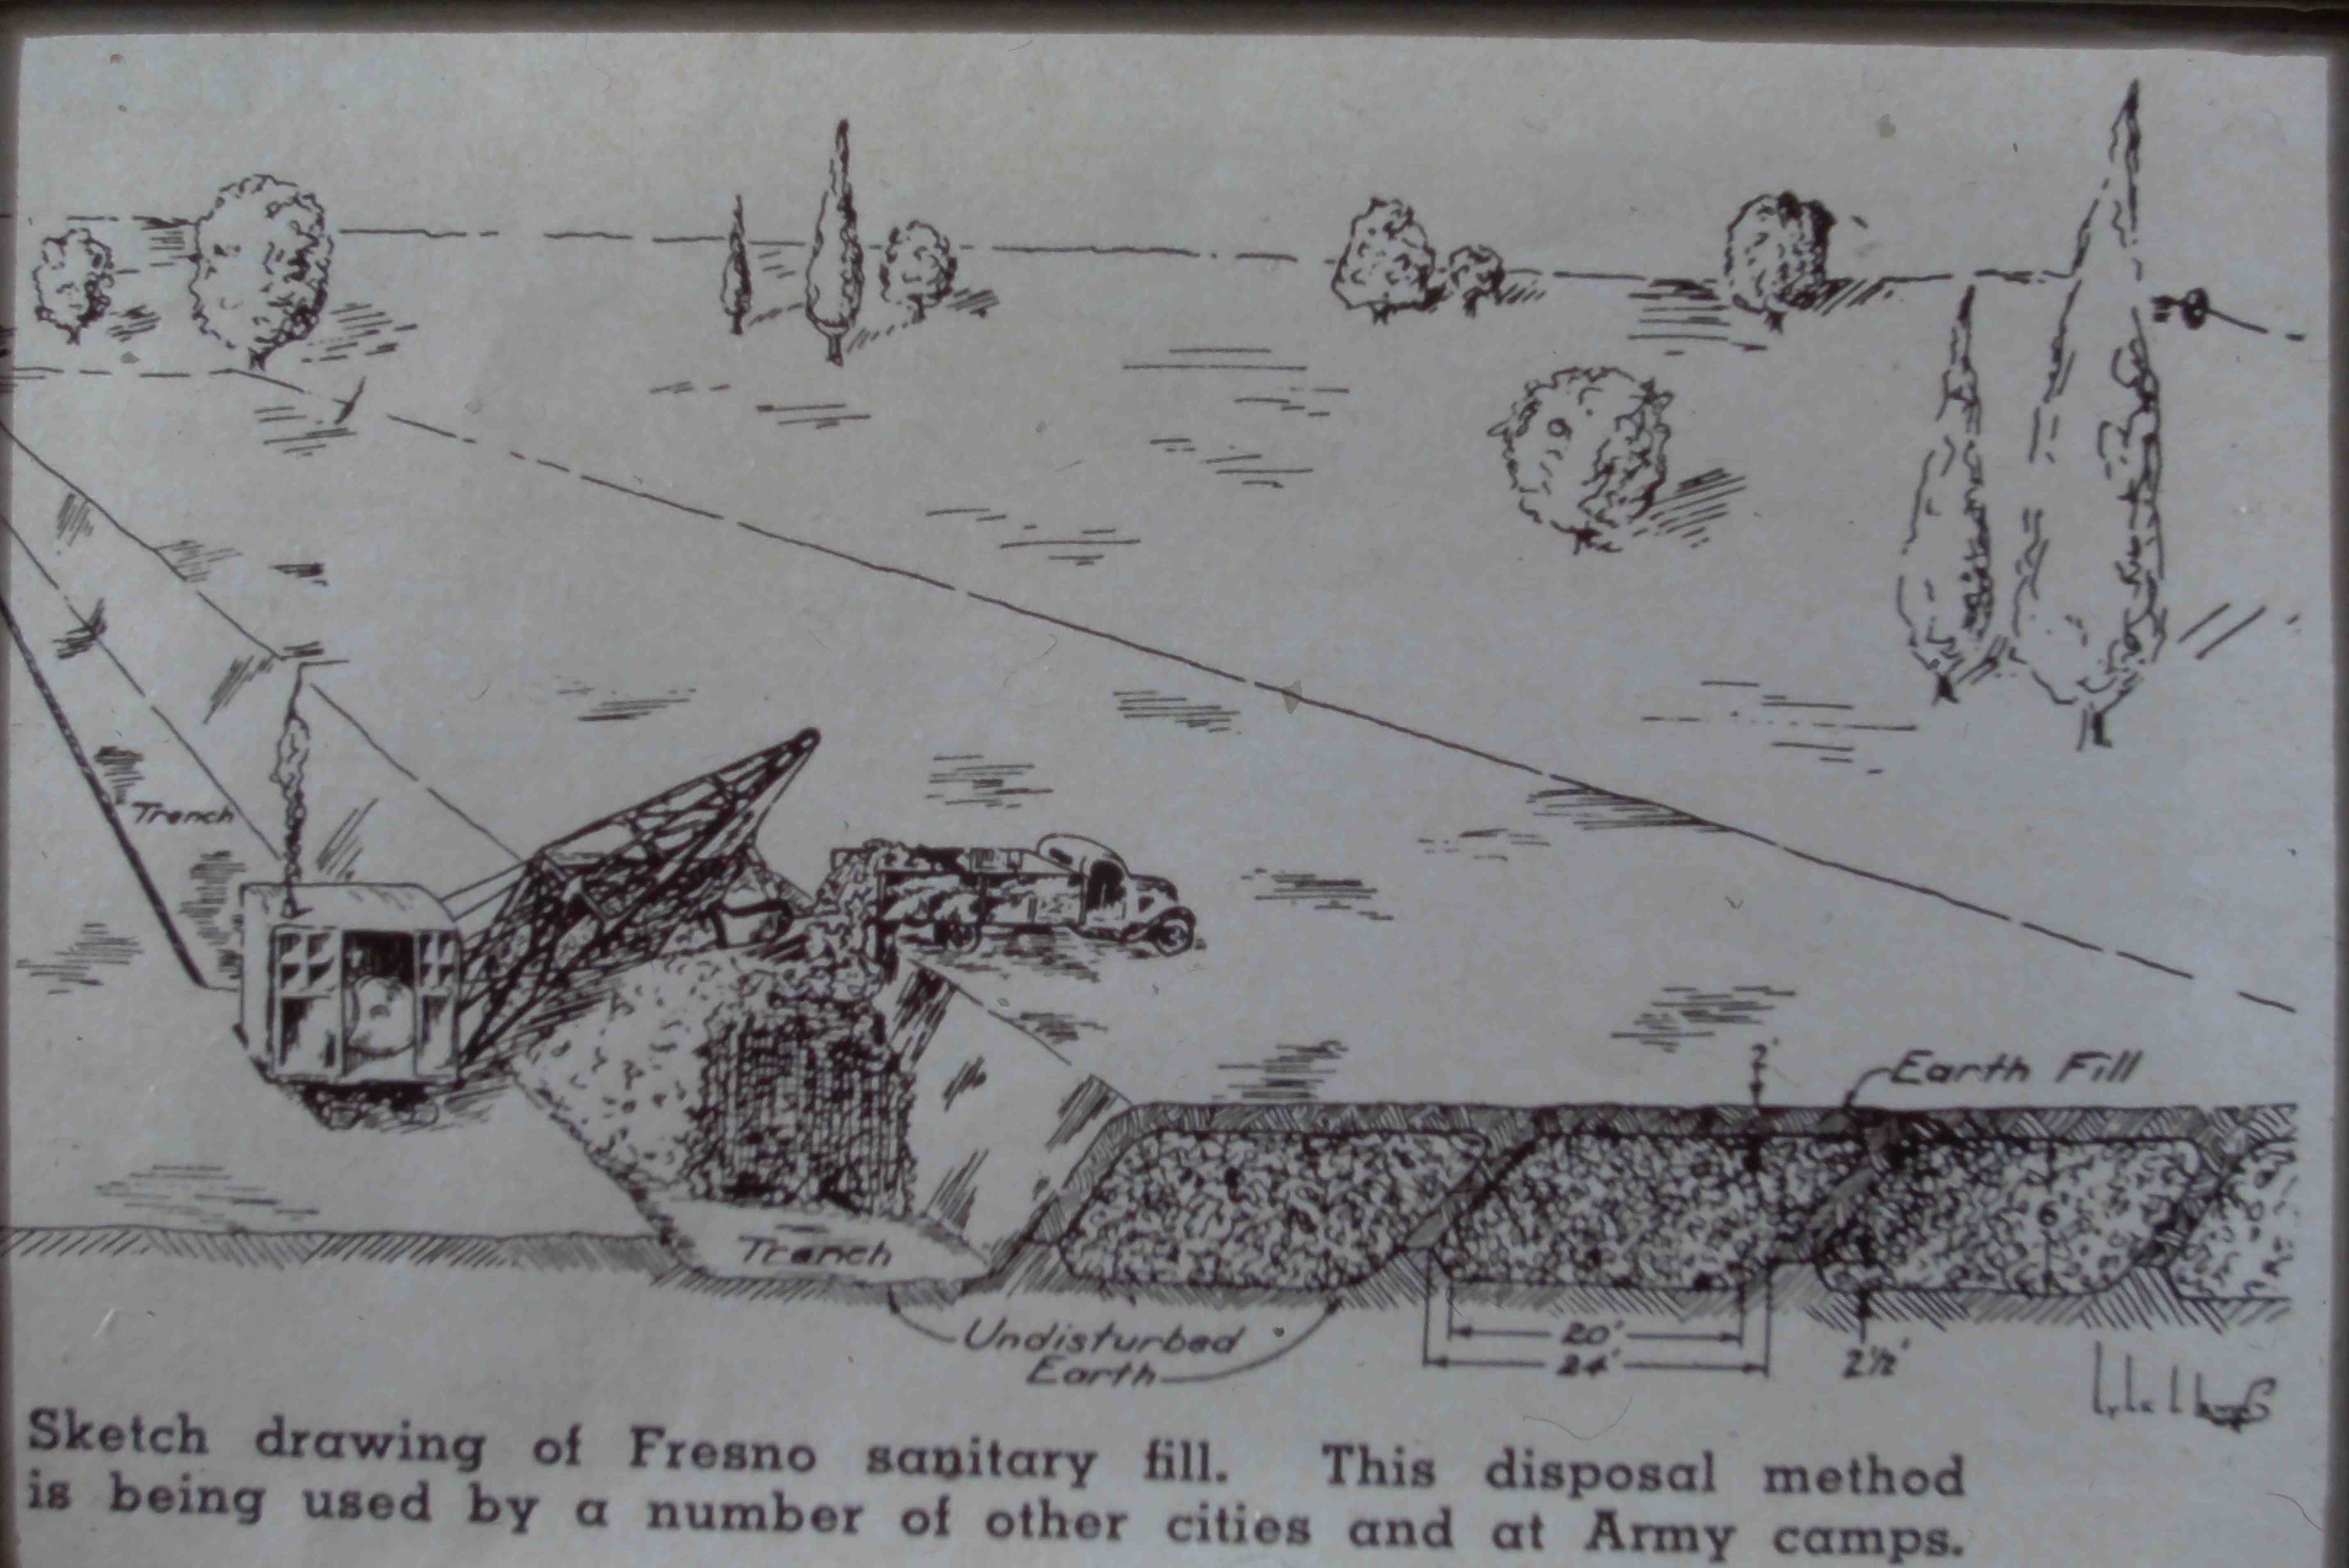 Trench
2'
Earth Fill
6'
Trench
Undisturbed
Earth
20'
24'
2½'
Sketch drawing of Fresno sanitary fill. This disposal method
is being used by a number of other cities and at Army camps.